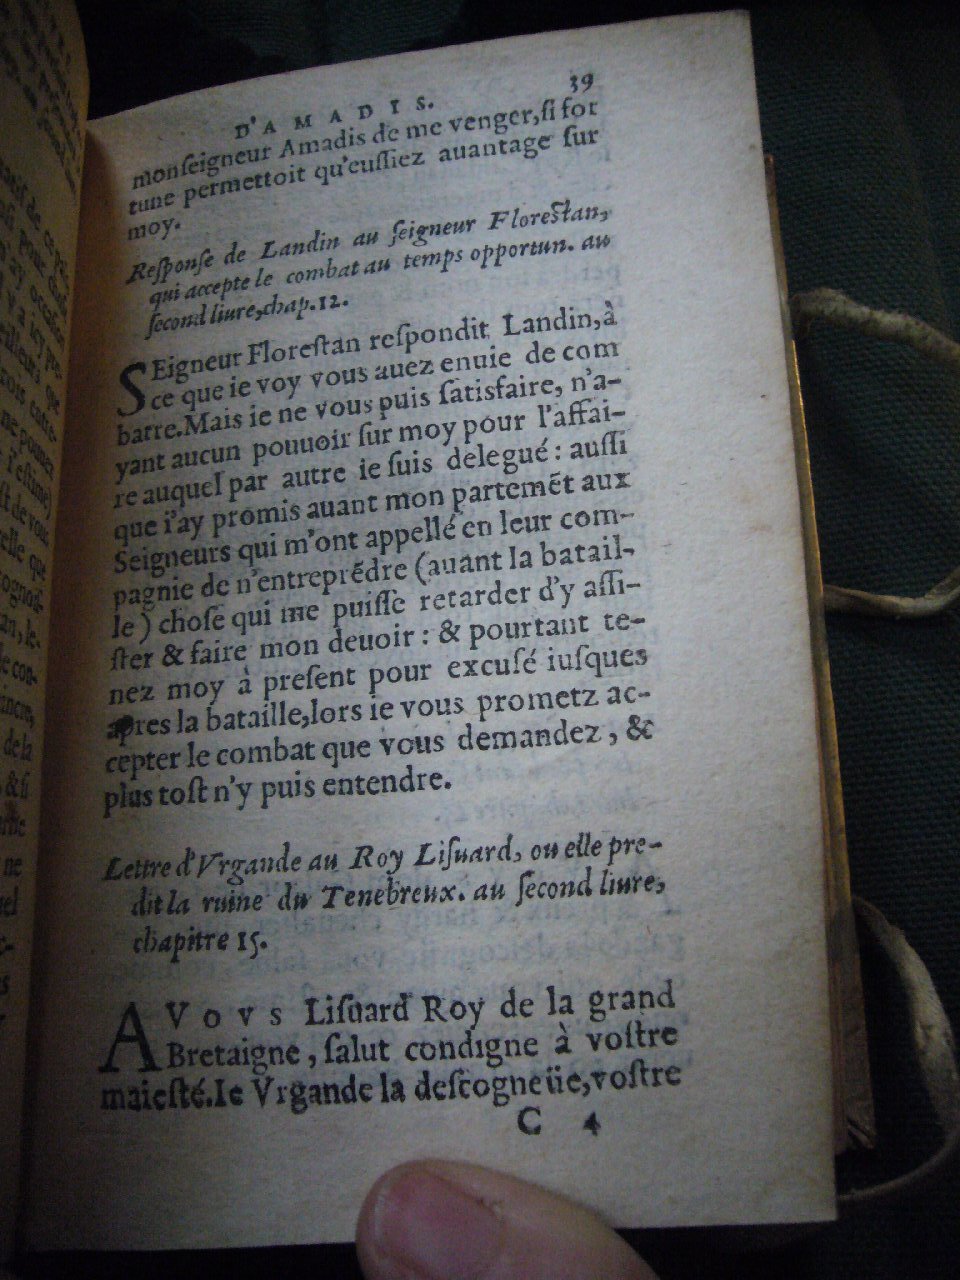 D'AMADIS. 39
monſeigneur Amadis de me venger, ſi for
tune permettoit qu'euſſiez auantage ſur
moy.
Reſponſe de Landin au ſeigneur Floreſtan,
qui accepte le combat au temps opportun. au
ſecond liure, chap. 12.
SEigneur Floreſtan reſpondit Landin, à
ce que ie voy vous auez enuie de com
batre. Mais ie ne vous puis ſatisfaire, n'a-
yant aucun pouuoir ſur moy pour l'affai-
re auquel par autre ie ſuis delegué : auſſi
que i'ay promis auant mon partemēt aux
Seigneurs qui m'ont appellé en leur com-
pagnie de n'entreprēdre (auant la batail-
le) choſe qui me puiſſe retarder d'y aſſi-
ſter & faire mon deuoir : & pourtant te-
nez moy à preſent pour excuſé iuſques
apres la bataille, lors ie vous prometz ac-
cepter le combat que vous demandez, &
plus toſt n'y puis entendre.
Lettre d'Vrgande au Roy Liſuard, ou elle pre-
dit la ruine du Tenebreux. au ſecond liure,
chapitre 15.
A Vovs Liſuard Roy de la grand
Bretaigne, ſalut condigne à voſtre
maieſté. Ie Vrgande la deſcogneüe, voſtre
C 4